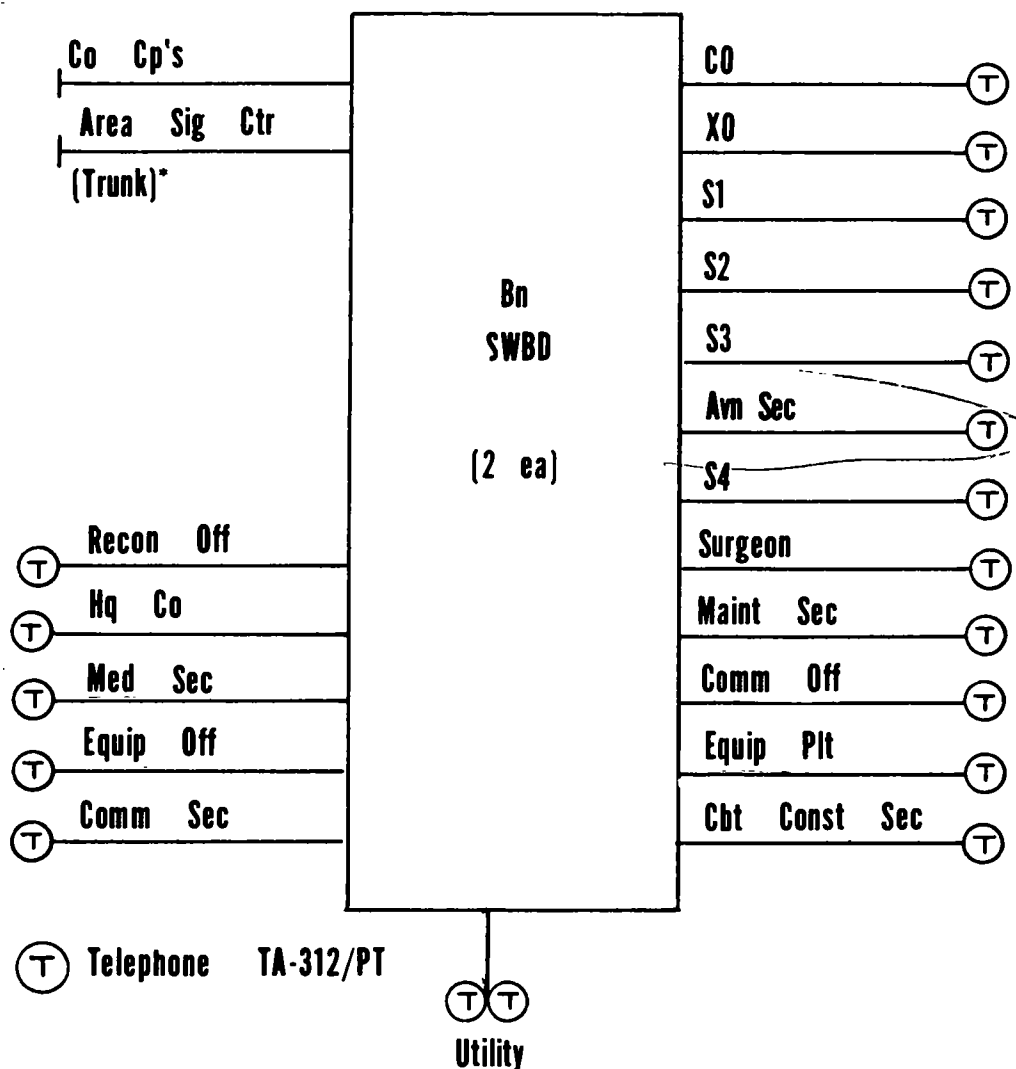 Co Cp's
Area Sig Ctr
(Trunk)*
Recon Off
T
Hq Co
T
Med Sec
T
Equip Off
T
Comm Sec
T
Bn
SWBD
(2 ea)
CO
T
XO
T
S1
T
S2
T
S3
T
Avn Sec
T
S4
T
Surgeon
T
Maint Sec
T
Comm Off
T
Equip Plt
T
Cbt Const Sec
T
T Telephone TA-312/PT
T T
Utility